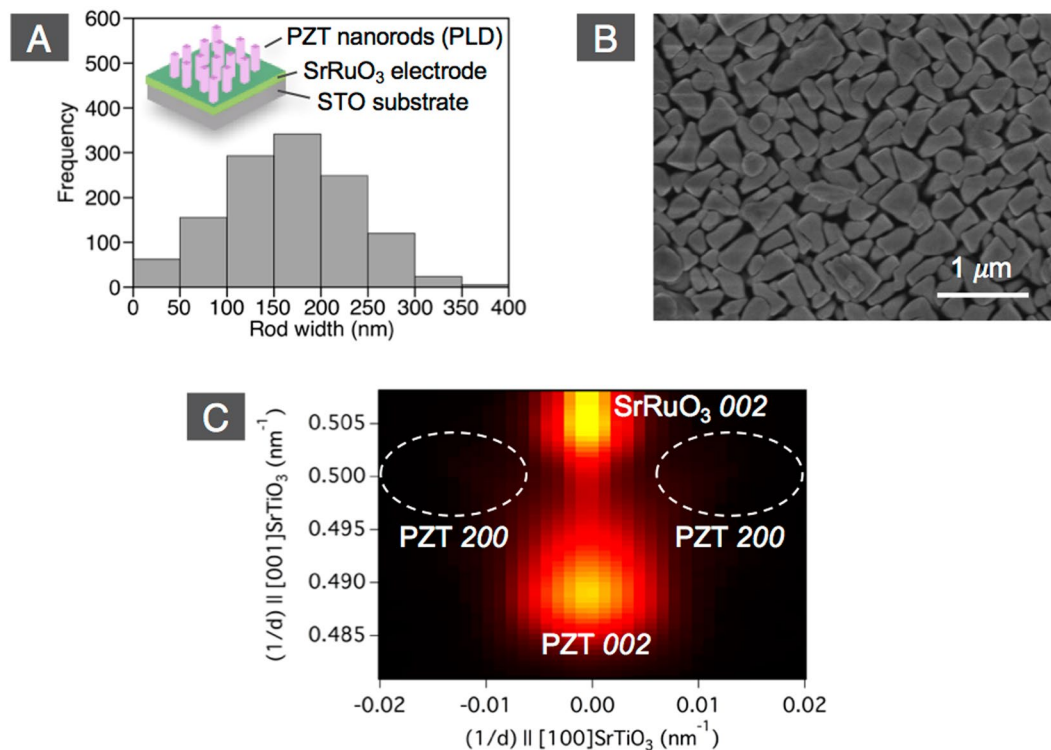 A
600
500
400
300
200
100
0
Frequency
PZT nanorods (PLD)
SrRuO₃ electrode
STO substrate
0 50 100 150 200 250 300 350 400
Rod width (nm)
B
1 μm
C
0.505
0.500
0.495
0.490
0.485
(1/d) || [001]SrTiO₃ (nm⁻¹)
SrRuO₃ 002
PZT 200
PZT 200
PZT 002
-0.02 -0.01 0.00 0.01 0.02
(1/d) || [100]SrTiO₃ (nm⁻¹)